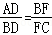 AD/BD = BF/FC